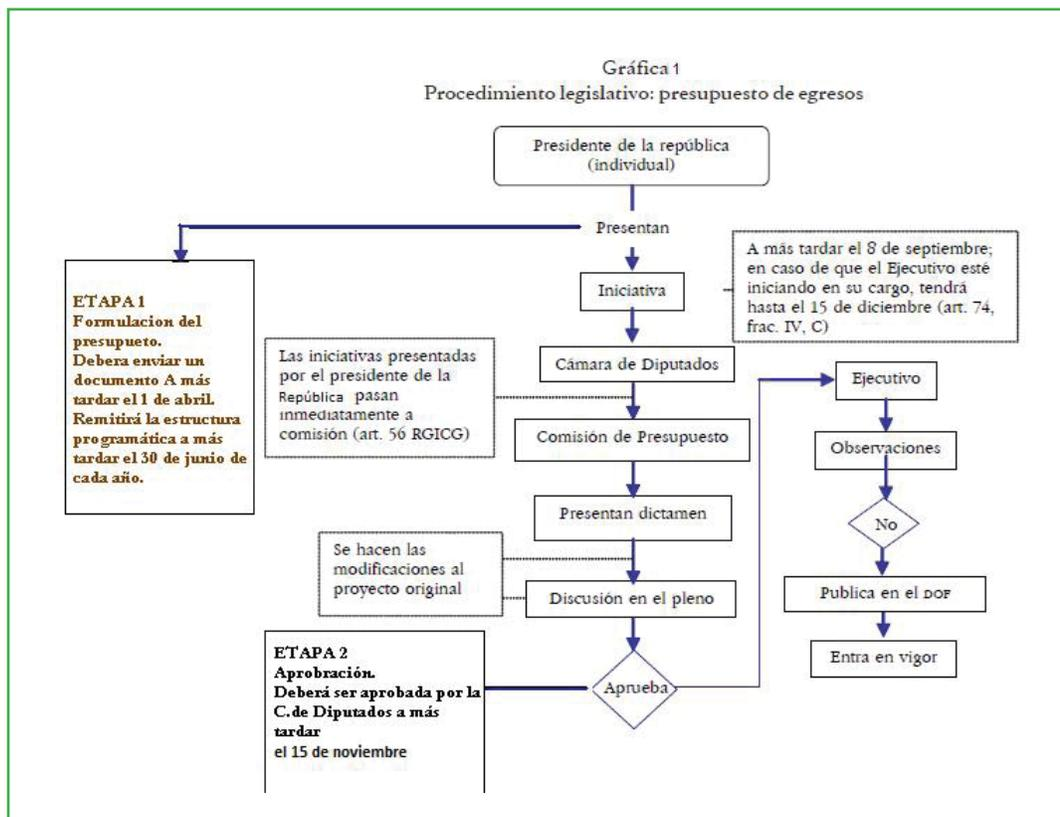 Gráfica 1
Procedimiento legislativo: presupuesto de egresos
Presidente de la república
(individual)
Presentan
ETAPA 1
Formulacion del
presupueto.
Debera enviar un
documento A más
tardar el 1 de abril.
Remitirá la estructura
programática a más
tardar el 30 de junio de
cada año.
Iniciativa
A más tardar el 8 de septiembre;
en caso de que el Ejecutivo esté
iniciando en su cargo, tendrá
hasta el 15 de diciembre (art. 74,
frac. IV, C)
Cámara de Diputados
Las iniciativas presentadas
por el presidente de la
República pasan
inmediatamente a
comisión (art. 56 RGICG)
Comisión de Presupuesto
Presentan dictamen
Se hacen las
modificaciones al
proyecto original
Discusión en el pleno
ETAPA 2
Aprobración.
Deberá ser aprobada por la
C.de Diputados a más
tardar
el 15 de noviembre
Aprueba
Ejecutivo
Observaciones
No
Publica en el DOF
Entra en vigor